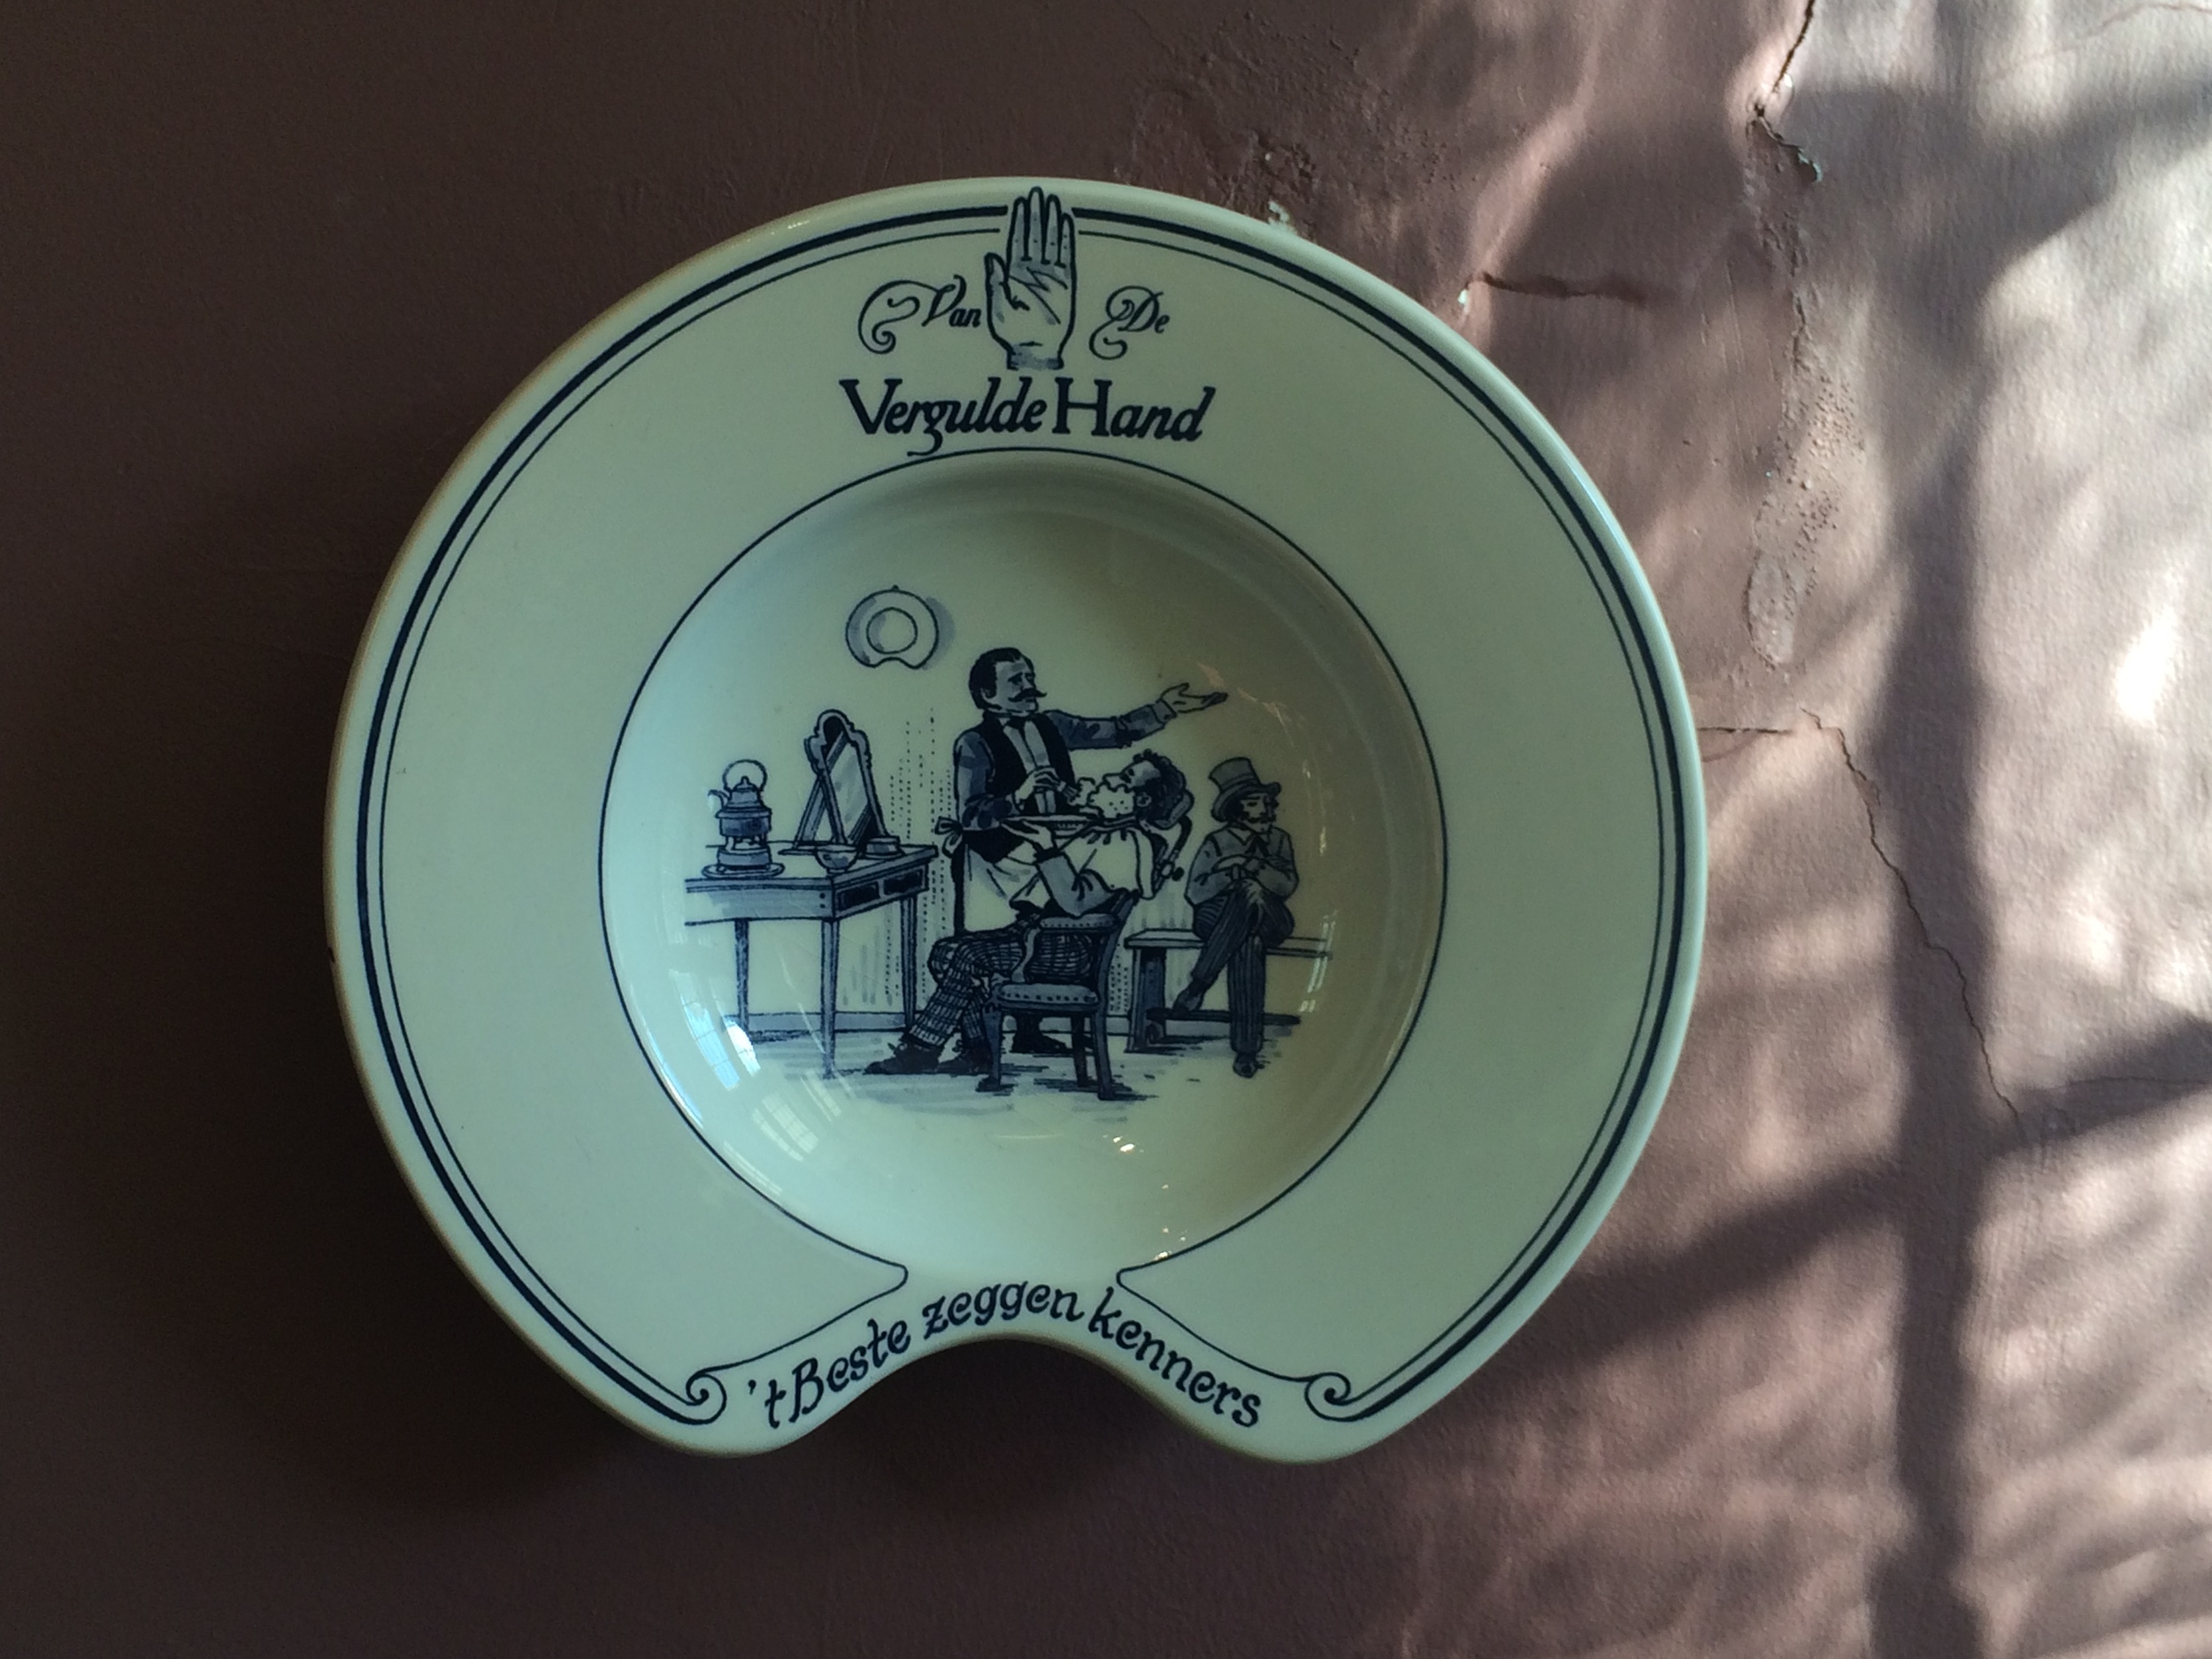 Van De
Vergulde Hand
't Beste zeggen kenners